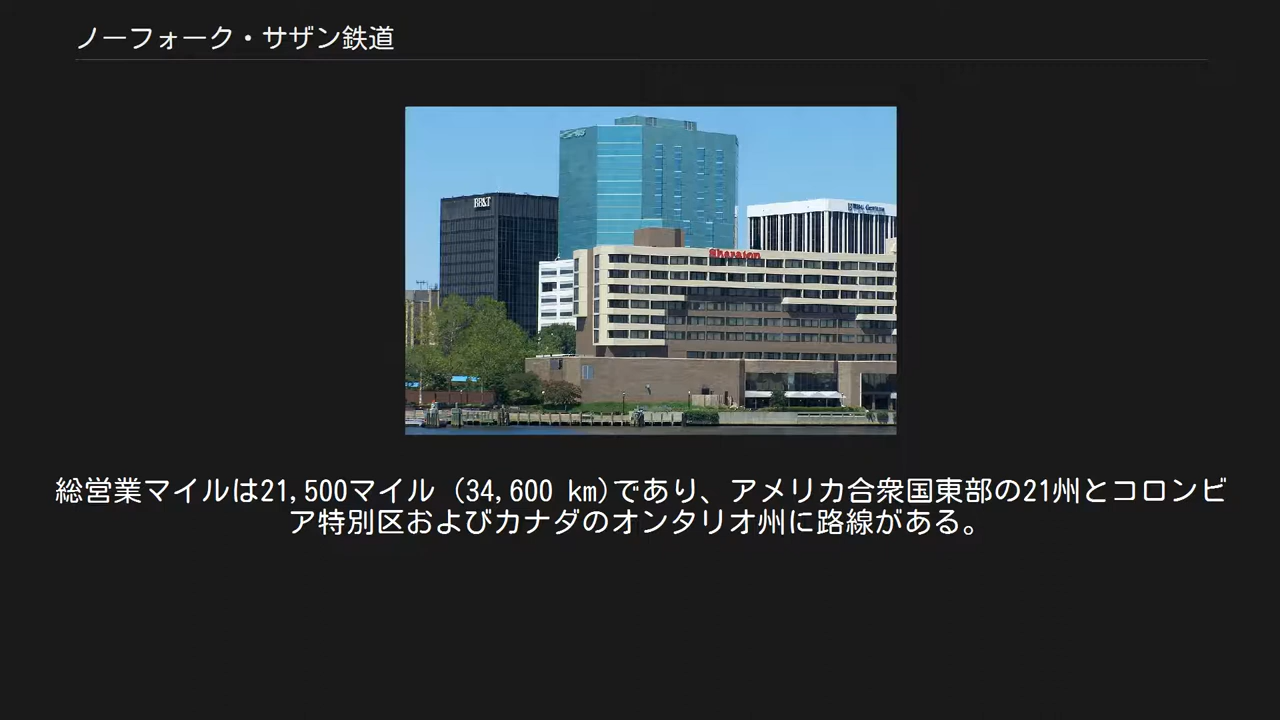 ノーフォーク・サザン鉄道
BB&T
Sheraton
総営業マイルは21,500マイル (34,600 km)であり、アメリカ合衆国東部の21州とコロンビ
ア特別区およびカナダのオンタリオ州に路線がある。